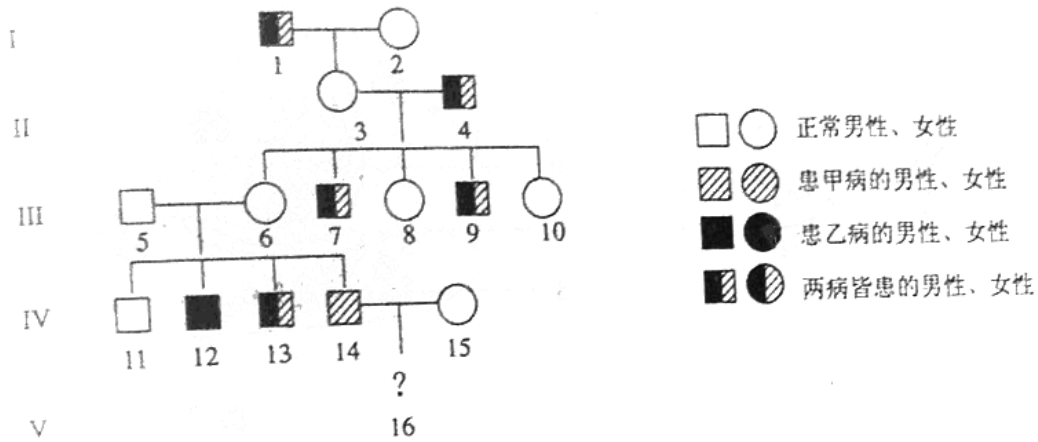 I
1 2
II
3 4
III
5 6 7 8 9 10
IV
11 12 13 14 15
?
16
V
正常男性、女性
患甲病的男性、女性
患乙病的男性、女性
两病皆患的男性、女性